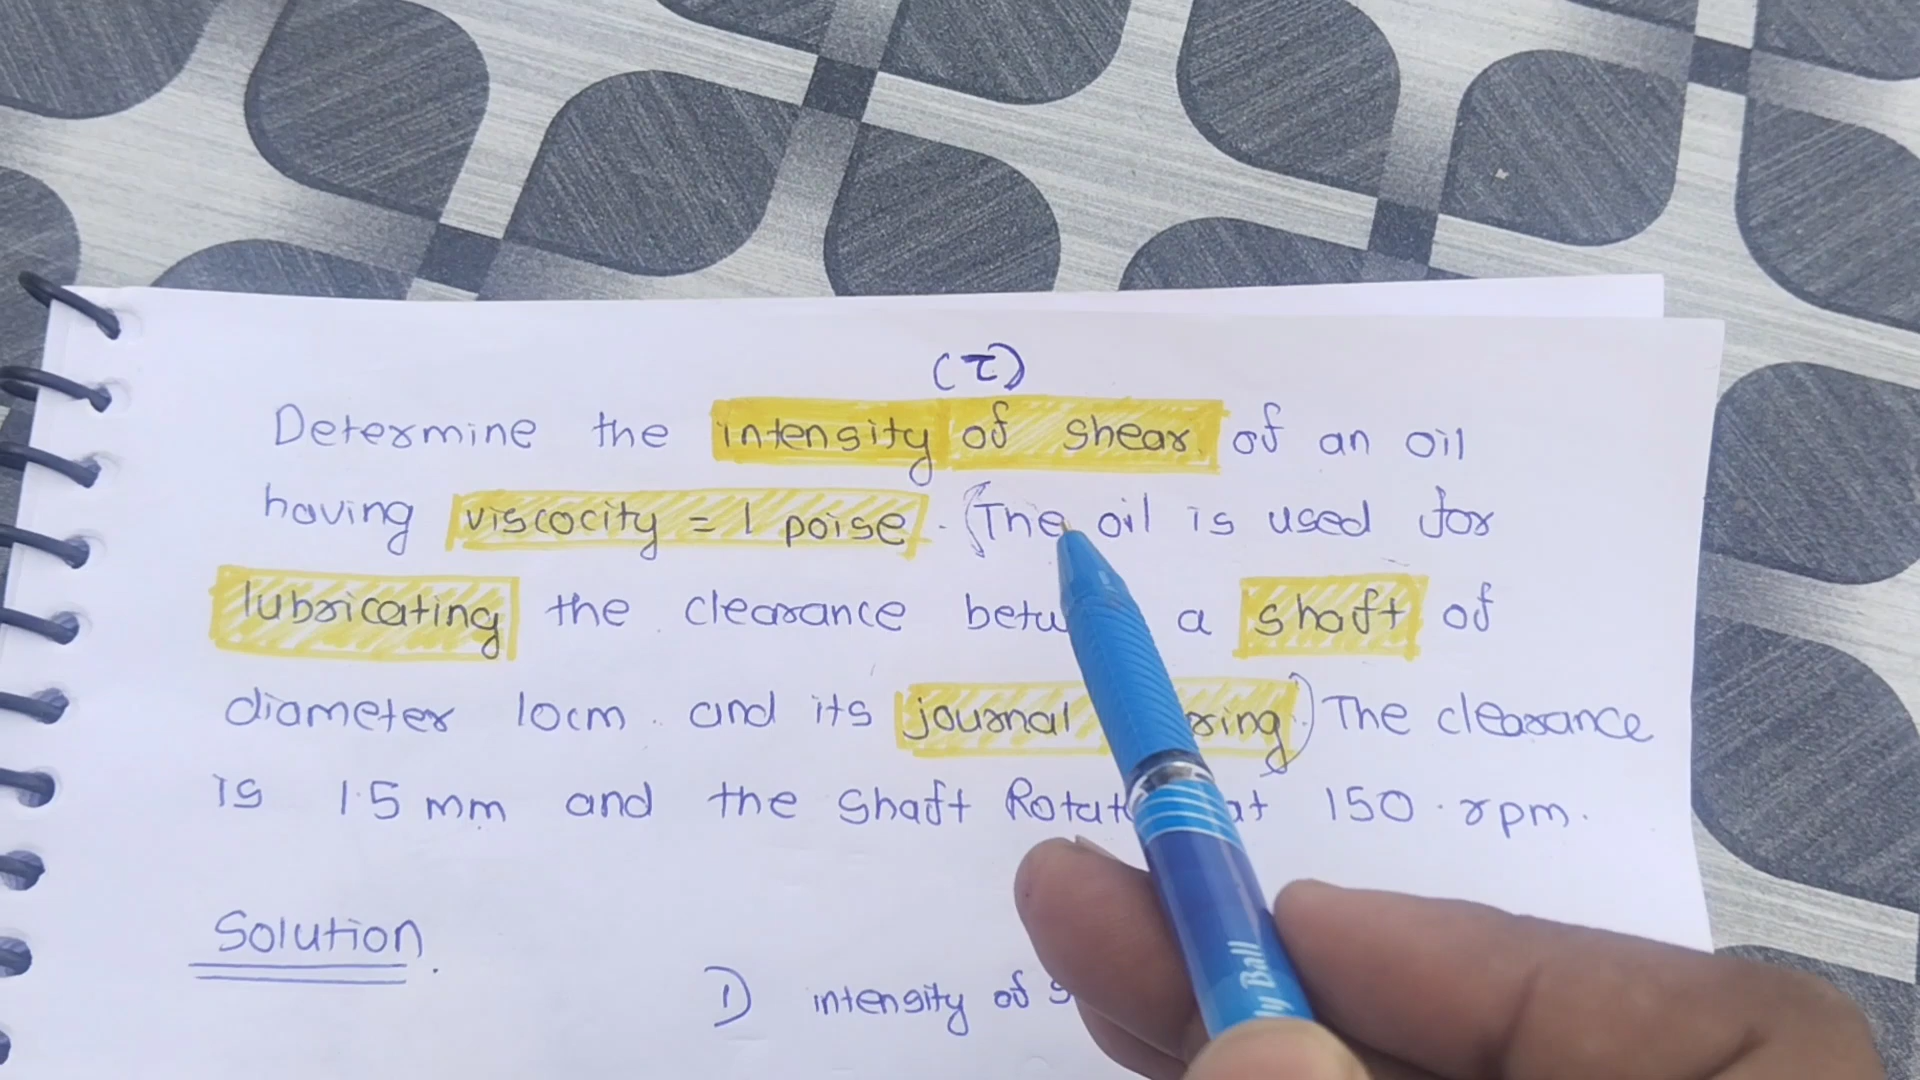 (τ)
Determine the intensity of shear of an oil
having viscocity = 1 poise. (The oil is used for
lubricating the clearance a shaft of
diameter 10cm and its journal) The clearance
is 1.5 mm and the shaft at 150 rpm.
Solution
1) intensity of
y Ball